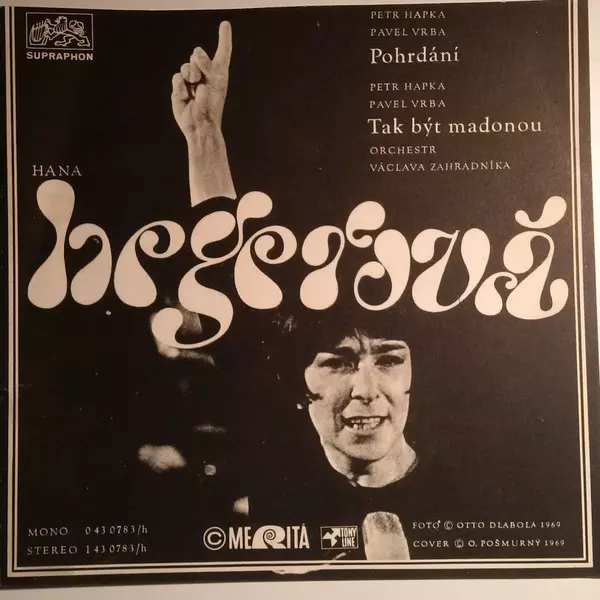 SUPRAPHON
PETR HAPKA
PAVEL VRBA
Pohrdání
PETR HAPKA
PAVEL VRBA
Tak být madonou
ORCHESTR
VÁCLAVA ZAHRADNÍKA
HANA
hegerová
MONO 0 43 0783/h
STEREO 1 43 0783/h
© MERITA
TONY LINE
FOTO © OTTO DLABOLA 1969
COVER © O. POŠMURNÝ 1969